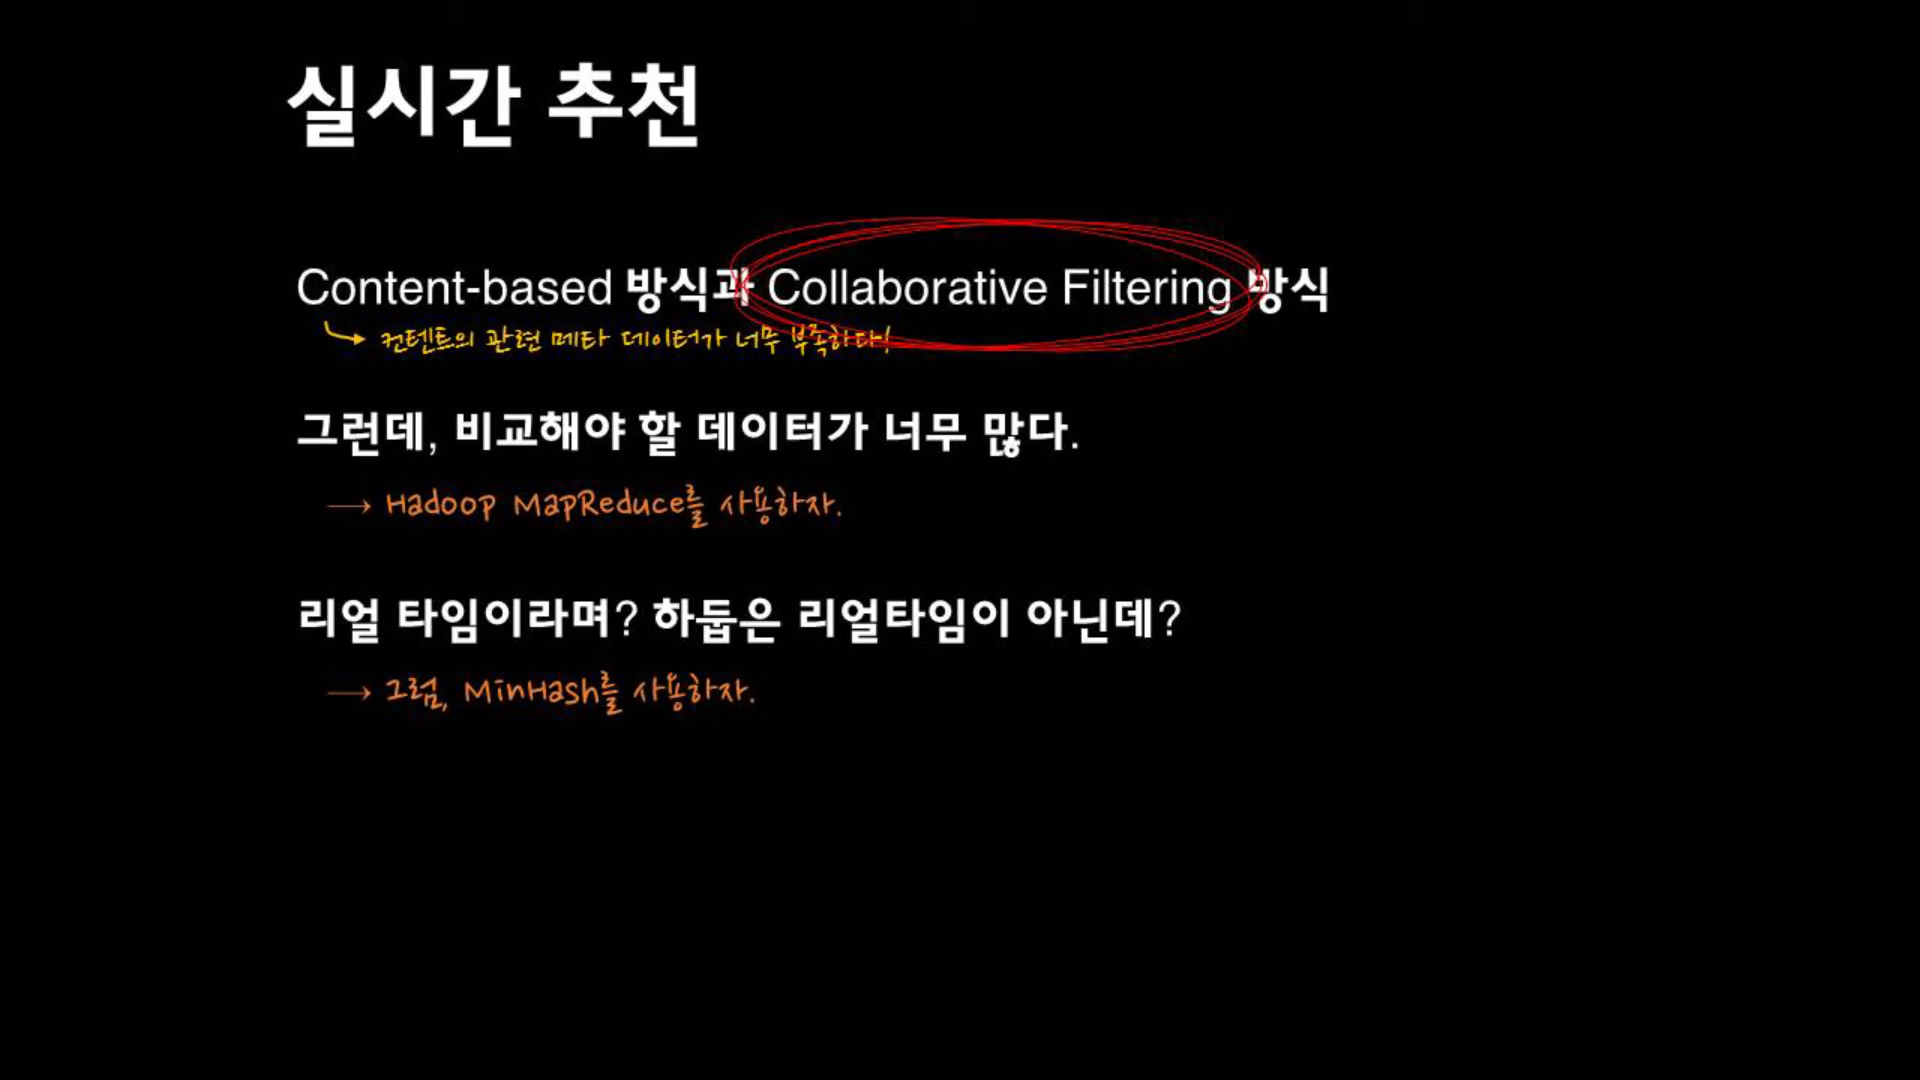 실시간 추천
Content-based 방식과 Collaborative Filtering 방식
컨텐트의 관련 메타 데이터가 너무 부족하다!
그런데, 비교해야 할 데이터가 너무 많다.
→ Hadoop MapReduce를 사용하자.
리얼 타임이라며? 하둡은 리얼타임이 아닌데?
→ 그럼, MinHash를 사용하자.